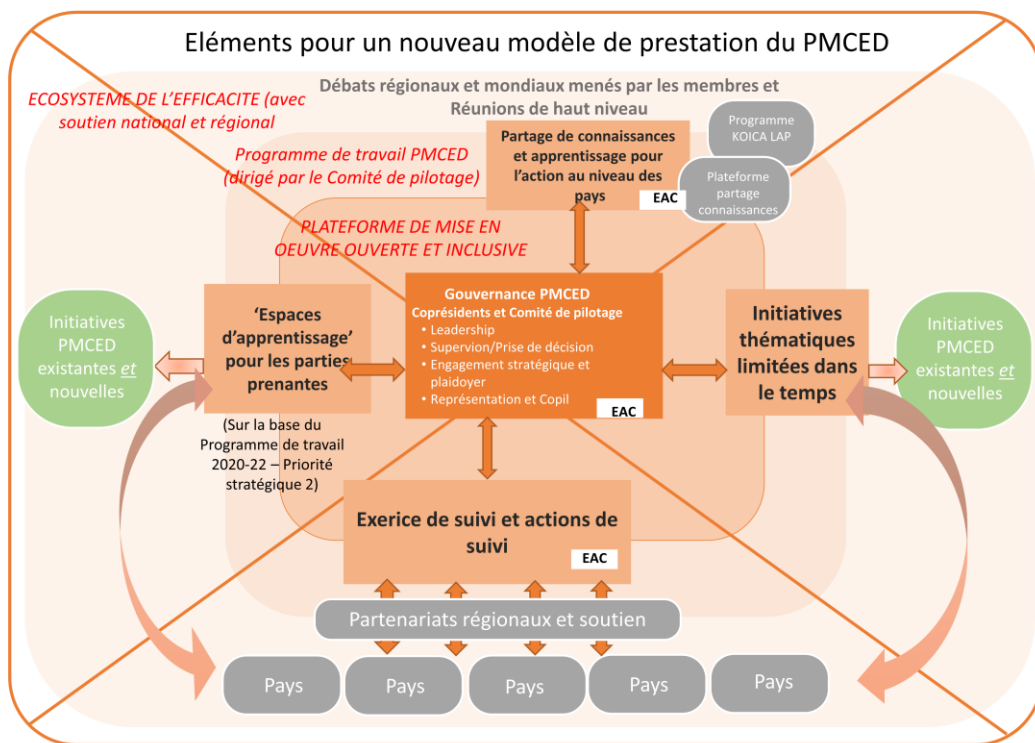 Eléments pour un nouveau modèle de prestation du PMCED
Débats régionaux et mondiaux menés par les membres et
Réunions de haut niveau
ECOSYSTEME DE L'EFFICACITE (avec
soutien national et régional
Programme de travail PMCED
(dirigé par le Comité de pilotage)
PLATEFORME DE MISE EN
OEUVRE OUVERTE ET INCLUSIVE
Partage de connaissances
et apprentissage pour
l'action au niveau des
pays
EAC
Programme
KOICA LAP
Plateforme
partage
connaissances
Initiatives
PMCED
existantes et
nouvelles
'Espaces
d'apprentissage'
pour les parties
prenantes
(Sur la base du
Programme de travail
2020-22 – Priorité
stratégique 2)
Gouvernance PMCED
Coprésidents et Comité de pilotage
• Leadership
• Supervion/Prise de décision
• Engagement stratégique et
plaidoyer
• Représentation et Copil
EAC
Initiatives
thématiques
limitées dans
le temps
Initiatives
PMCED
existantes et
nouvelles
Exerice de suivi et actions de
suivi
EAC
Partenariats régionaux et soutien
Pays
Pays
Pays
Pays
Pays